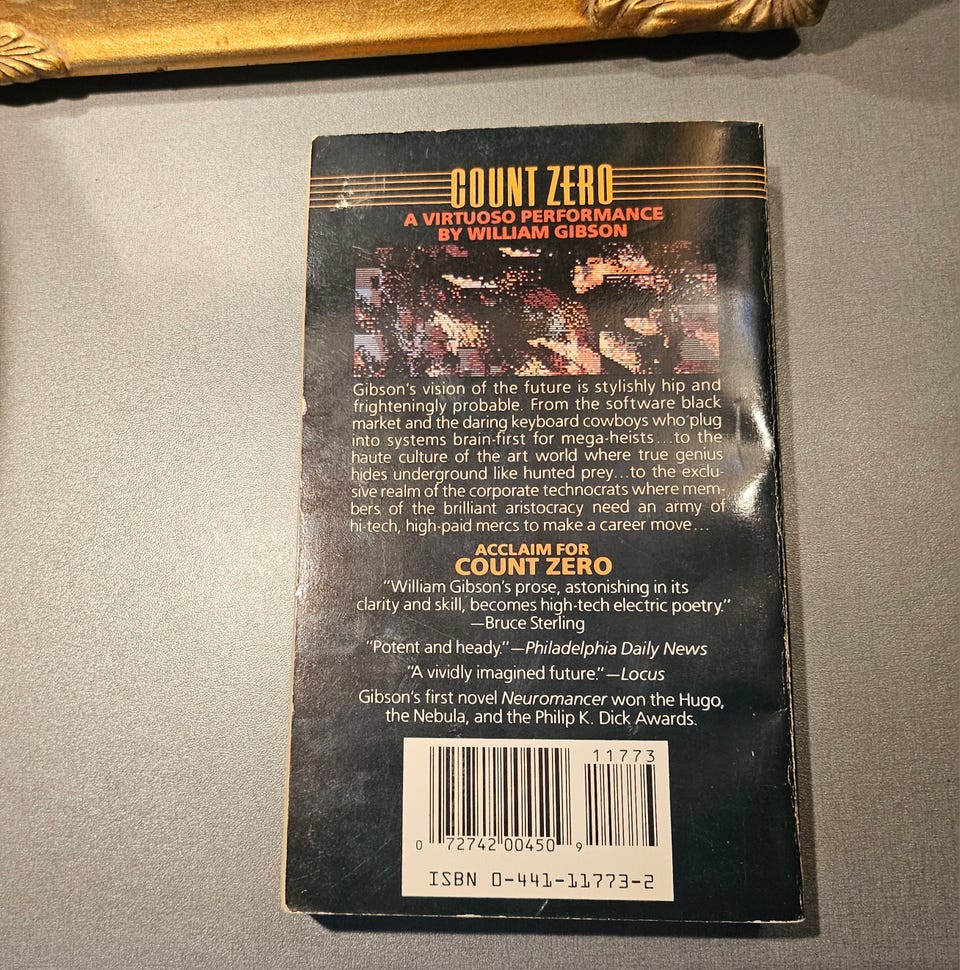 COUNT ZERO
A VIRTUOSO PERFORMANCE
BY WILLIAM GIBSON
Gibson's vision of the future is stylishly hip and
frighteningly probable. From the software black
market and the daring keyboard cowboys who plug
into systems brain-first for mega-heists...to the
haute culture of the art world where true genius
hides underground like hunted prey...to the exclu-
sive realm of the corporate technocrats where mem-
bers of the brilliant aristocracy need an army of
hi-tech, high-paid mercs to make a career move...
ACCLAIM FOR
COUNT ZERO
"William Gibson's prose, astonishing in its
clarity and skill, becomes high-tech electric poetry."
—Bruce Sterling
"Potent and heady."—Philadelphia Daily News
"A vividly imagined future."—Locus
Gibson's first novel Neuromancer won the Hugo,
the Nebula, and the Philip K. Dick Awards.
11773
0 72742 00450 9
ISBN 0-441-11773-2